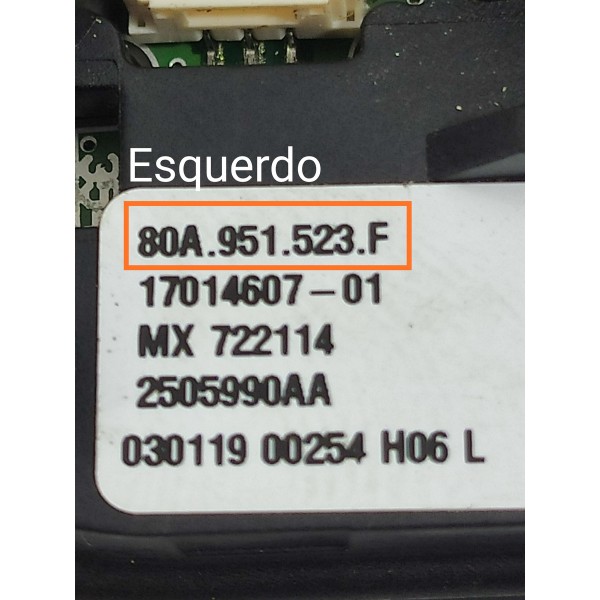 Esquerdo
80A.951.523.F
17014607-01
MX 722114
2505990AA
030119 00254 H06 L